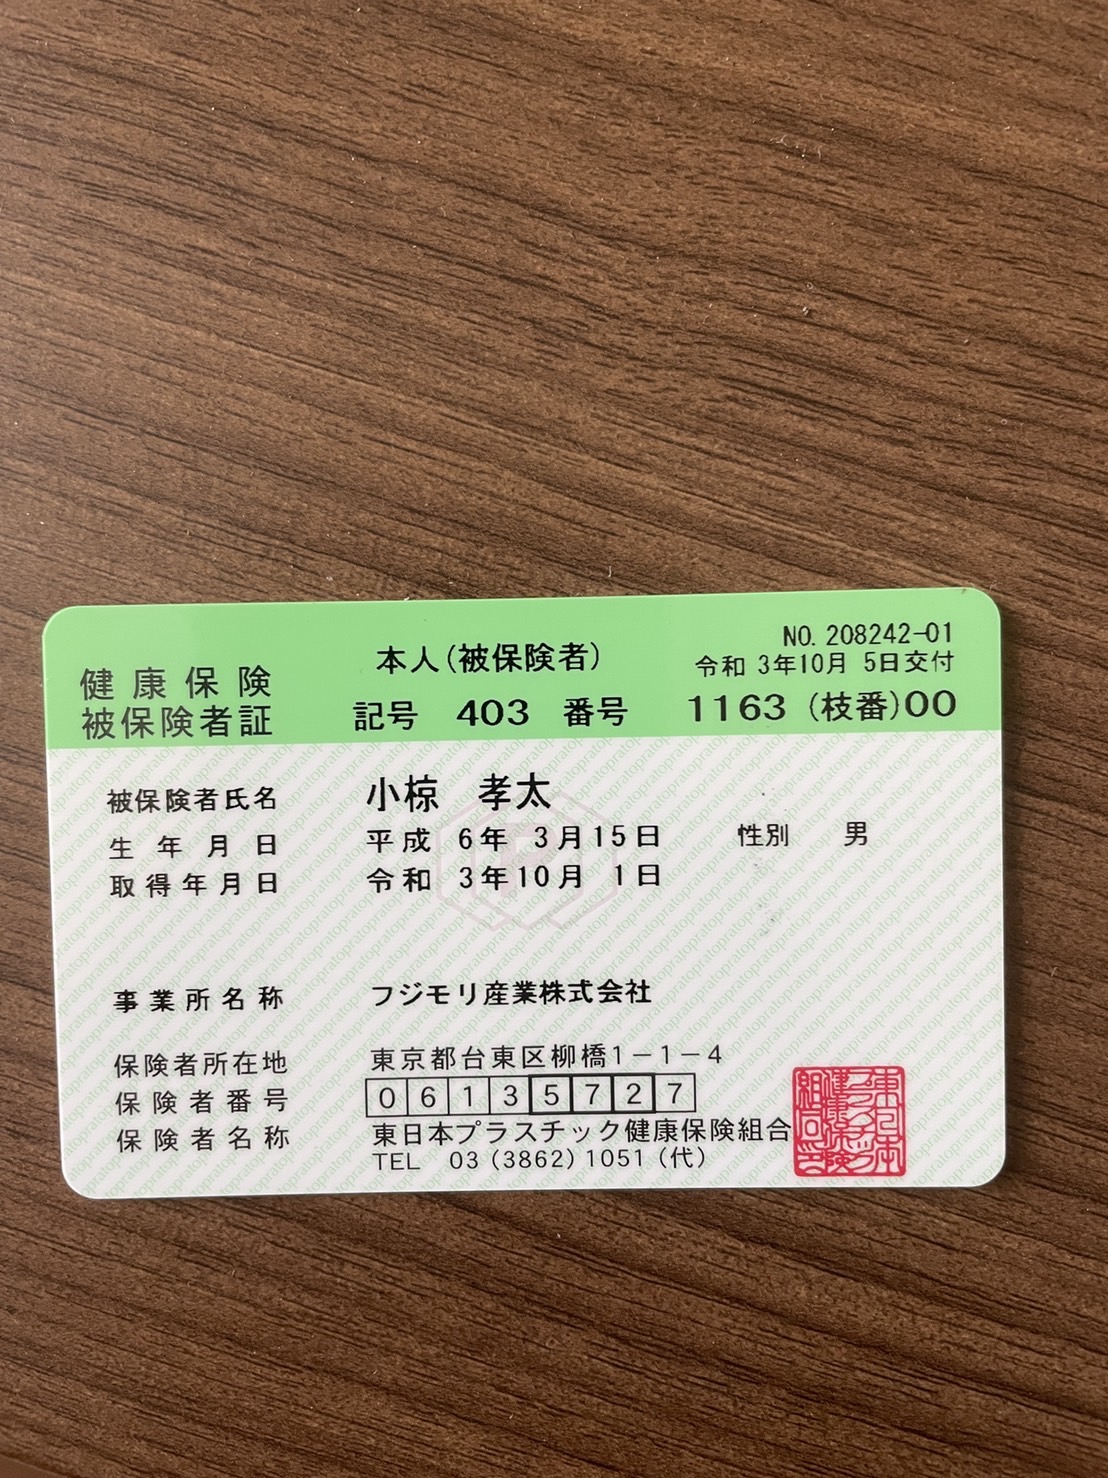 健康保険
被保険者証
本人(被保険者)
NO. 208242-01
令和 3年10月 5日交付
記号 403 番号 1163 (枝番)00
被保険者氏名 小椋 孝太
生年月日 平成 6年 3月15日 性別 男
取得年月日 令和 3年10月 1日
事業所名称 フジモリ産業株式会社
保険者所在地 東京都台東区柳橋1-1-4
保険者番号 06135727
保険者名称 東日本プラスチック健康保険組合
TEL 03(3862)1051(代)